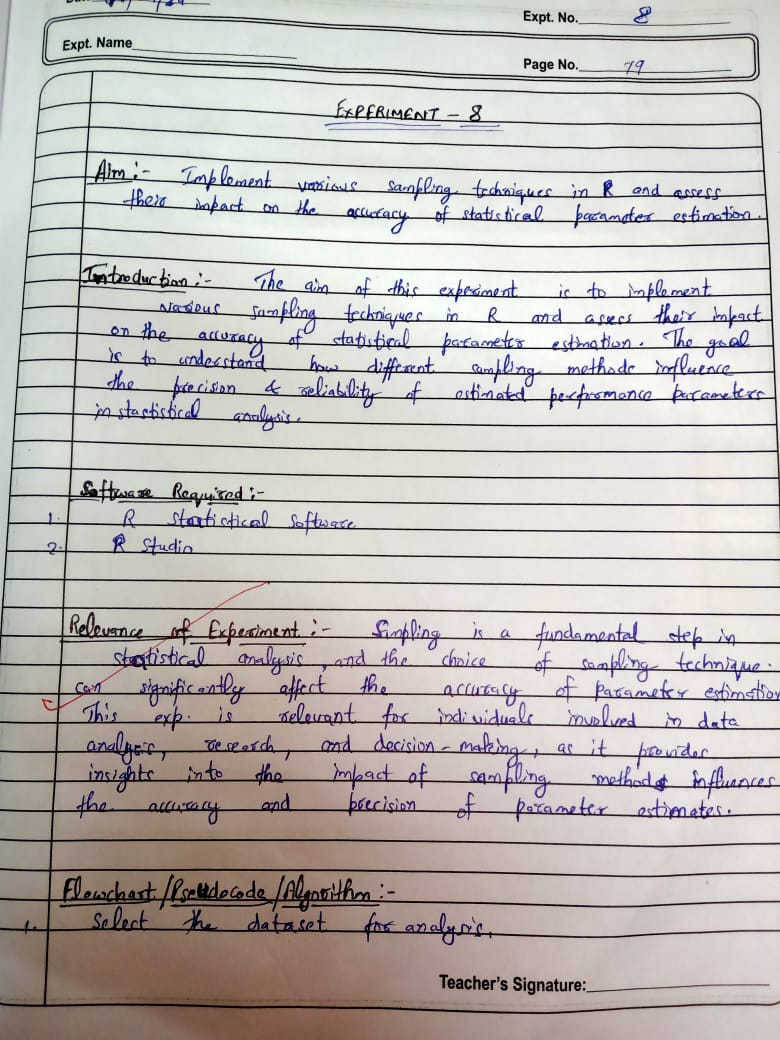 Expt. No. 8
Expt. Name
Page No. 79
EXPERIMENT - 8
Aim :- Implement various sampling techniques in R and assess
their impact on the accuracy of statistical parameter estimation.
Introduction :- The aim of this experiment is to implement
various sampling techniques in R and assess their impact
on the accuracy of statistical parameter estimation. The goal
is to understand how different sampling methods influence
the precision & reliability of estimated perfromance parameters
in stactistical analysis.
Software Required :-
1. R Statistical Software
2. R Studio
Relevance of Experiment :- Sampling is a fundamental step in
statistical analysis, and the choice of sampling technique.
can significantly affect the accuracy of parameter estimation
This exp. is relevant for individuals involved in data
analysis, research, and decision-making, as it provides
insights into the impact of sampling methods influences
the accuracy and precision of parameter estimates.
Flowchart /Pseudocode /Algorithm :-
1. Select the dataset for analysis.
Teacher's Signature: